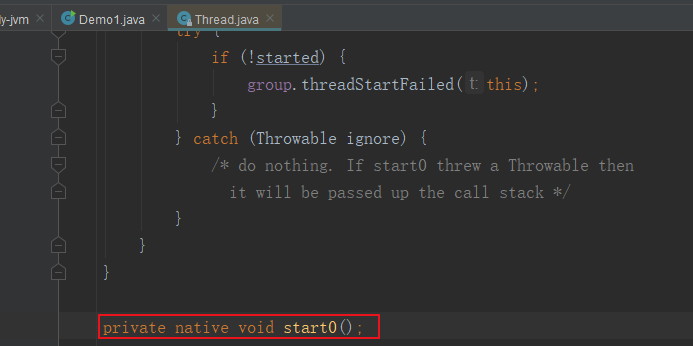 ly-jvm Demo1.java Thread.java
try {
if (!started) {
group.threadStartFailed( t: this);
}
} catch (Throwable ignore) {
/* do nothing. If start0 threw a Throwable then
it will be passed up the call stack */
}
}
}
private native void start0();